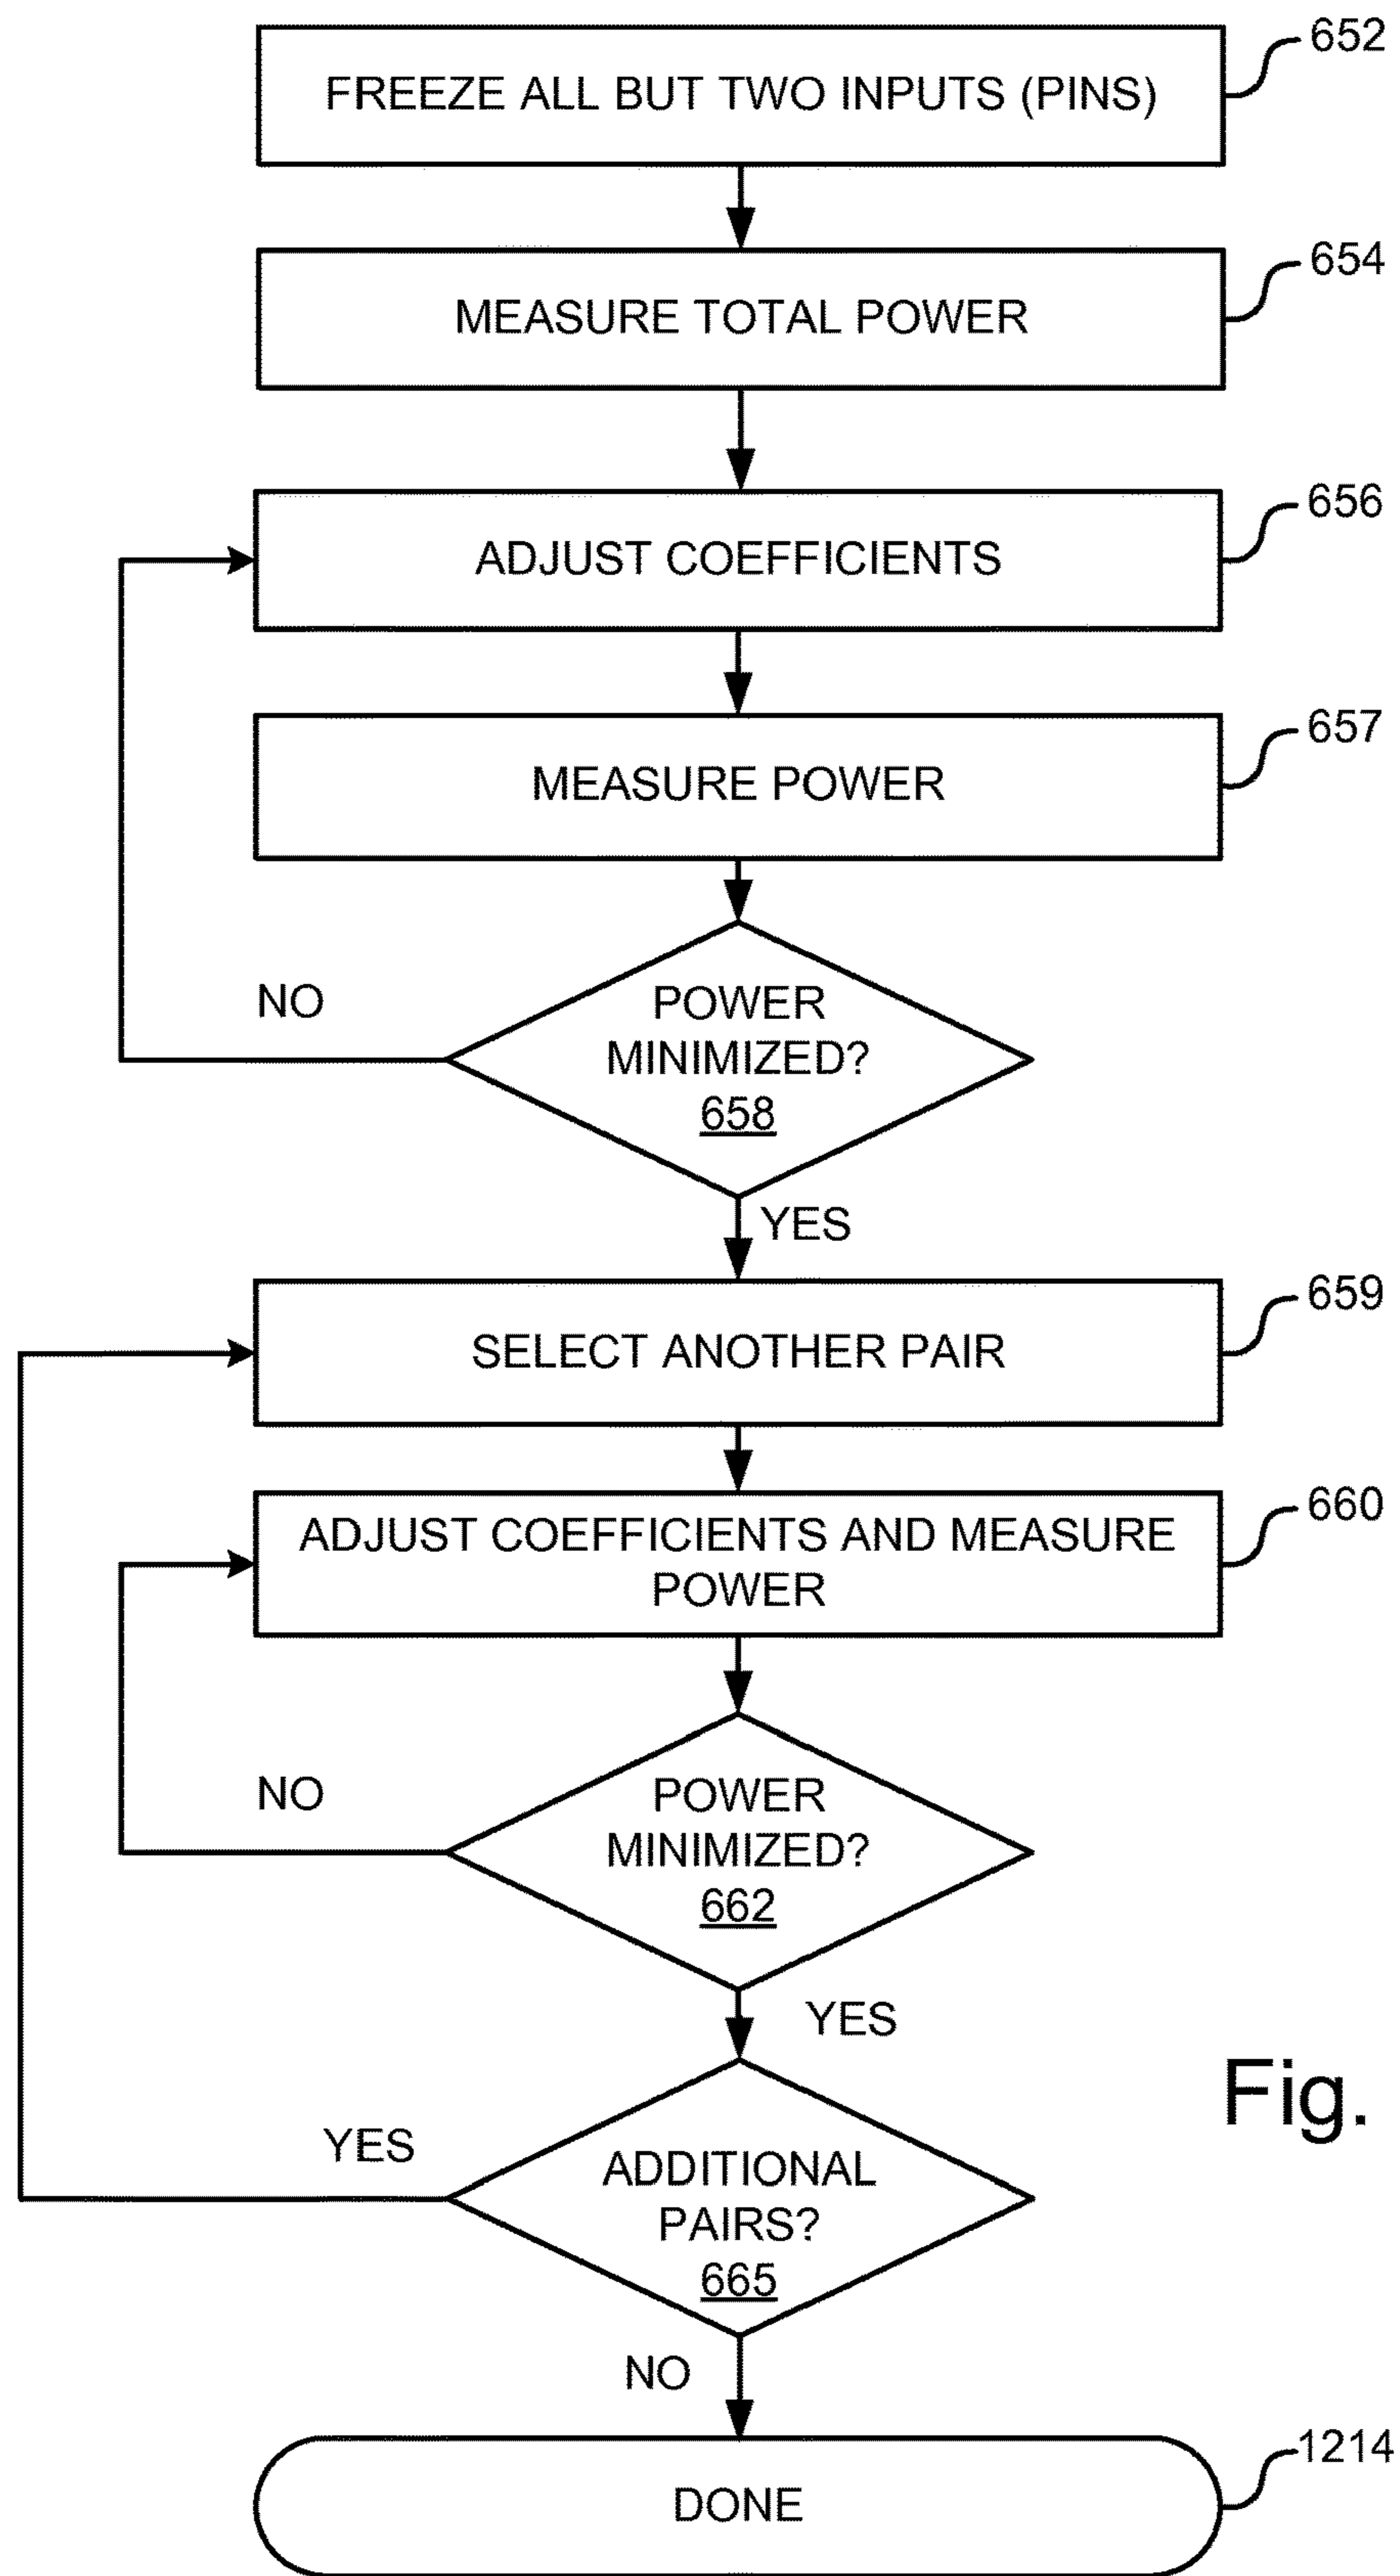 652
FREEZE ALL BUT TWO INPUTS (PINS)
654
MEASURE TOTAL POWER
656
ADJUST COEFFICIENTS
657
MEASURE POWER
NO
POWER
MINIMIZED?
658
YES
659
SELECT ANOTHER PAIR
660
ADJUST COEFFICIENTS AND MEASURE
POWER
NO
POWER
MINIMIZED?
662
YES
Fig.
YES
ADDITIONAL
PAIRS?
665
NO
1214
DONE